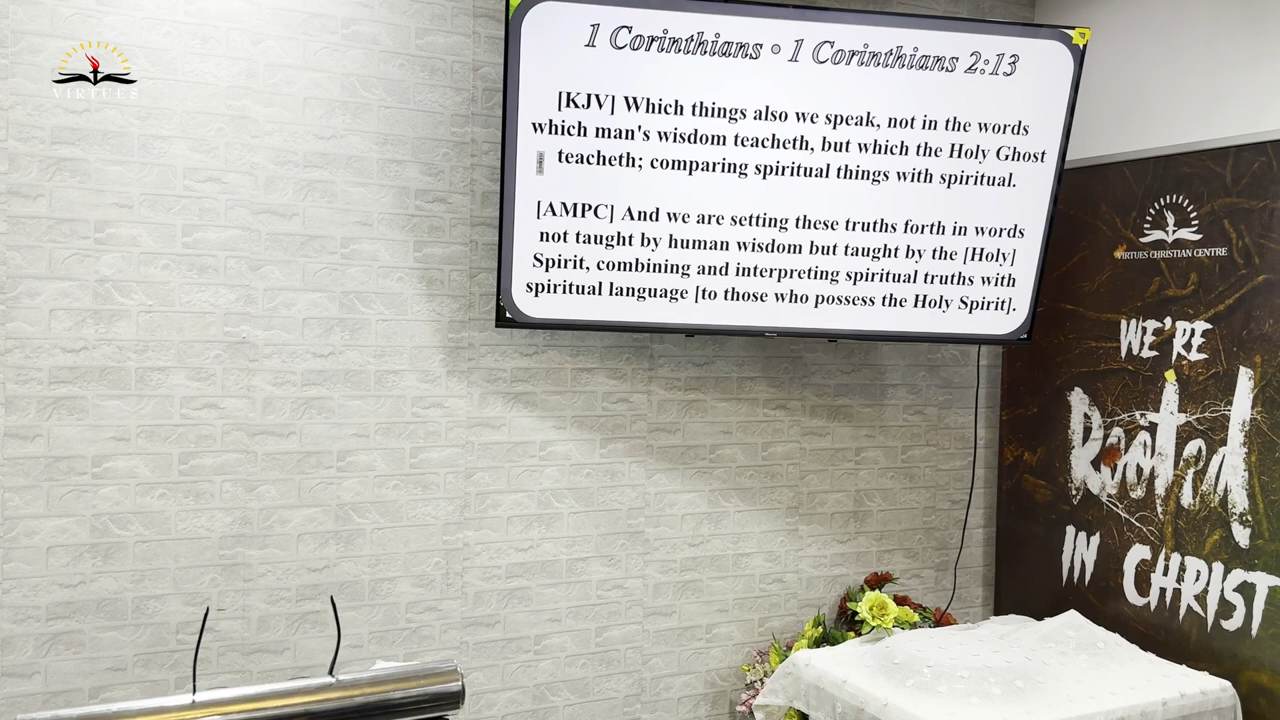 VIRTUES
1 Corinthians • 1 Corinthians 2:13
[KJV] Which things also we speak, not in the words
which man's wisdom teacheth, but which the Holy Ghost
teacheth; comparing spiritual things with spiritual.
[AMPC] And we are setting these truths forth in words
not taught by human wisdom but taught by the [Holy]
Spirit, combining and interpreting spiritual truths with
spiritual language [to those who possess the Holy Spirit].
VIRTUES CHRISTIAN CENTRE
WE'RE
Rooted
IN CHRIST